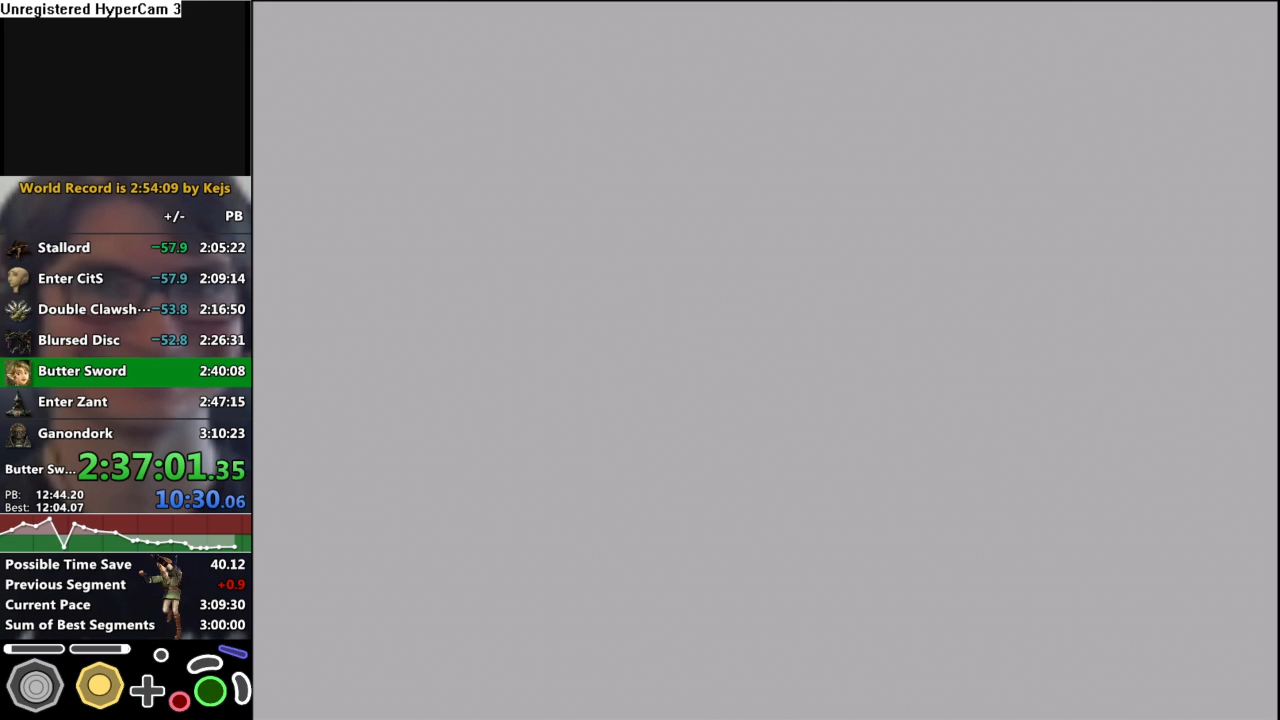 Unregistered HyperCam 3
World Record is 2:54:09 by Kejs
+/- PB
Stallord −57.9 2:05:22
Enter CitS −57.9 2:09:14
Double Clawsh··· −53.8 2:16:50
Blursed Disc −52.8 2:26:31
Butter Sword 2:40:08
Enter Zant 2:47:15
Ganondork 3:10:23
Butter Sw... 2:37:01.35
PB: 12:44.20 10:30.06
Best: 12:04.07
Possible Time Save 40.12
Previous Segment +0.9
Current Pace 3:09:30
Sum of Best Segments 3:00:00